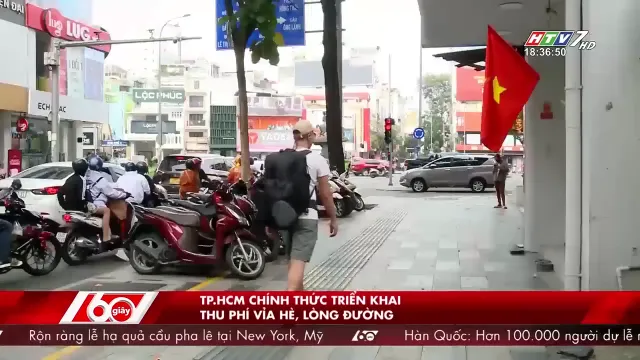 LUG
HTV7 HD
18:36:50
LỘC PHÚC
TP.HCM CHÍNH THỨC TRIỂN KHAI
THU PHÍ VỈA HÈ, LÒNG ĐƯỜNG
60 giây
Rộn ràng lễ hạ quả cầu pha lê tại New York, Mỹ
Hàn Quốc: Hơn 100.000 người dự lễ